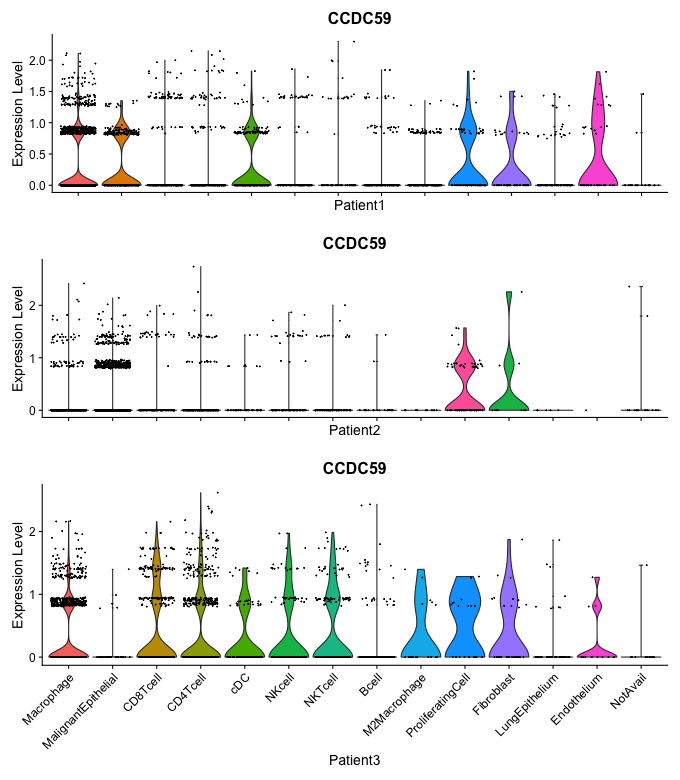 CCDC59
Expression Level
2.0
1.5
1.0
0.5
0.0
Patient1
CCDC59
Expression Level
2
1
0
Patient2
CCDC59
Expression Level
2
1
0
Macrophage
MalignantEpithelial
CD8Tcell
CD4Tcell
cDC
NKcell
NKTcell
Bcell
M2Macrophage
ProliferatingCell
Fibroblast
LungEpithelium
Endothelium
NotAvail
Patient3